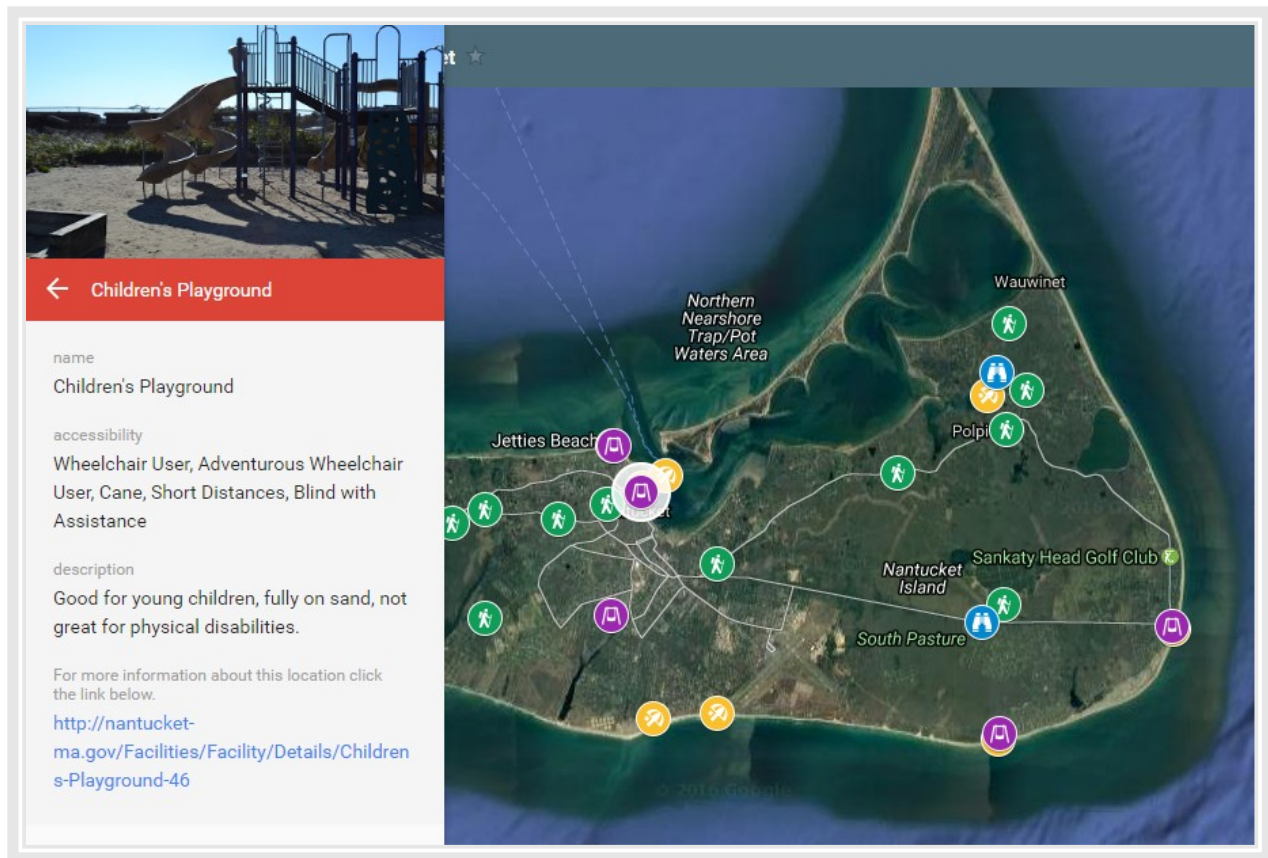 et
Children's Playground
name
Children's Playground
accessibility
Wheelchair User, Adventurous Wheelchair
User, Cane, Short Distances, Blind with
Assistance
description
Good for young children, fully on sand, not
great for physical disabilities.
For more information about this location click
the link below.
http://nantucket-
ma.gov/Facilities/Facility/Details/Children
s-Playground-46
Wauwinet
Northern
Nearshore
Trap/Pot
Waters Area
Jetties Beach
Polpi
Sankaty Head Golf Club
Nantucket
Island
South Pasture
© 2016 Google